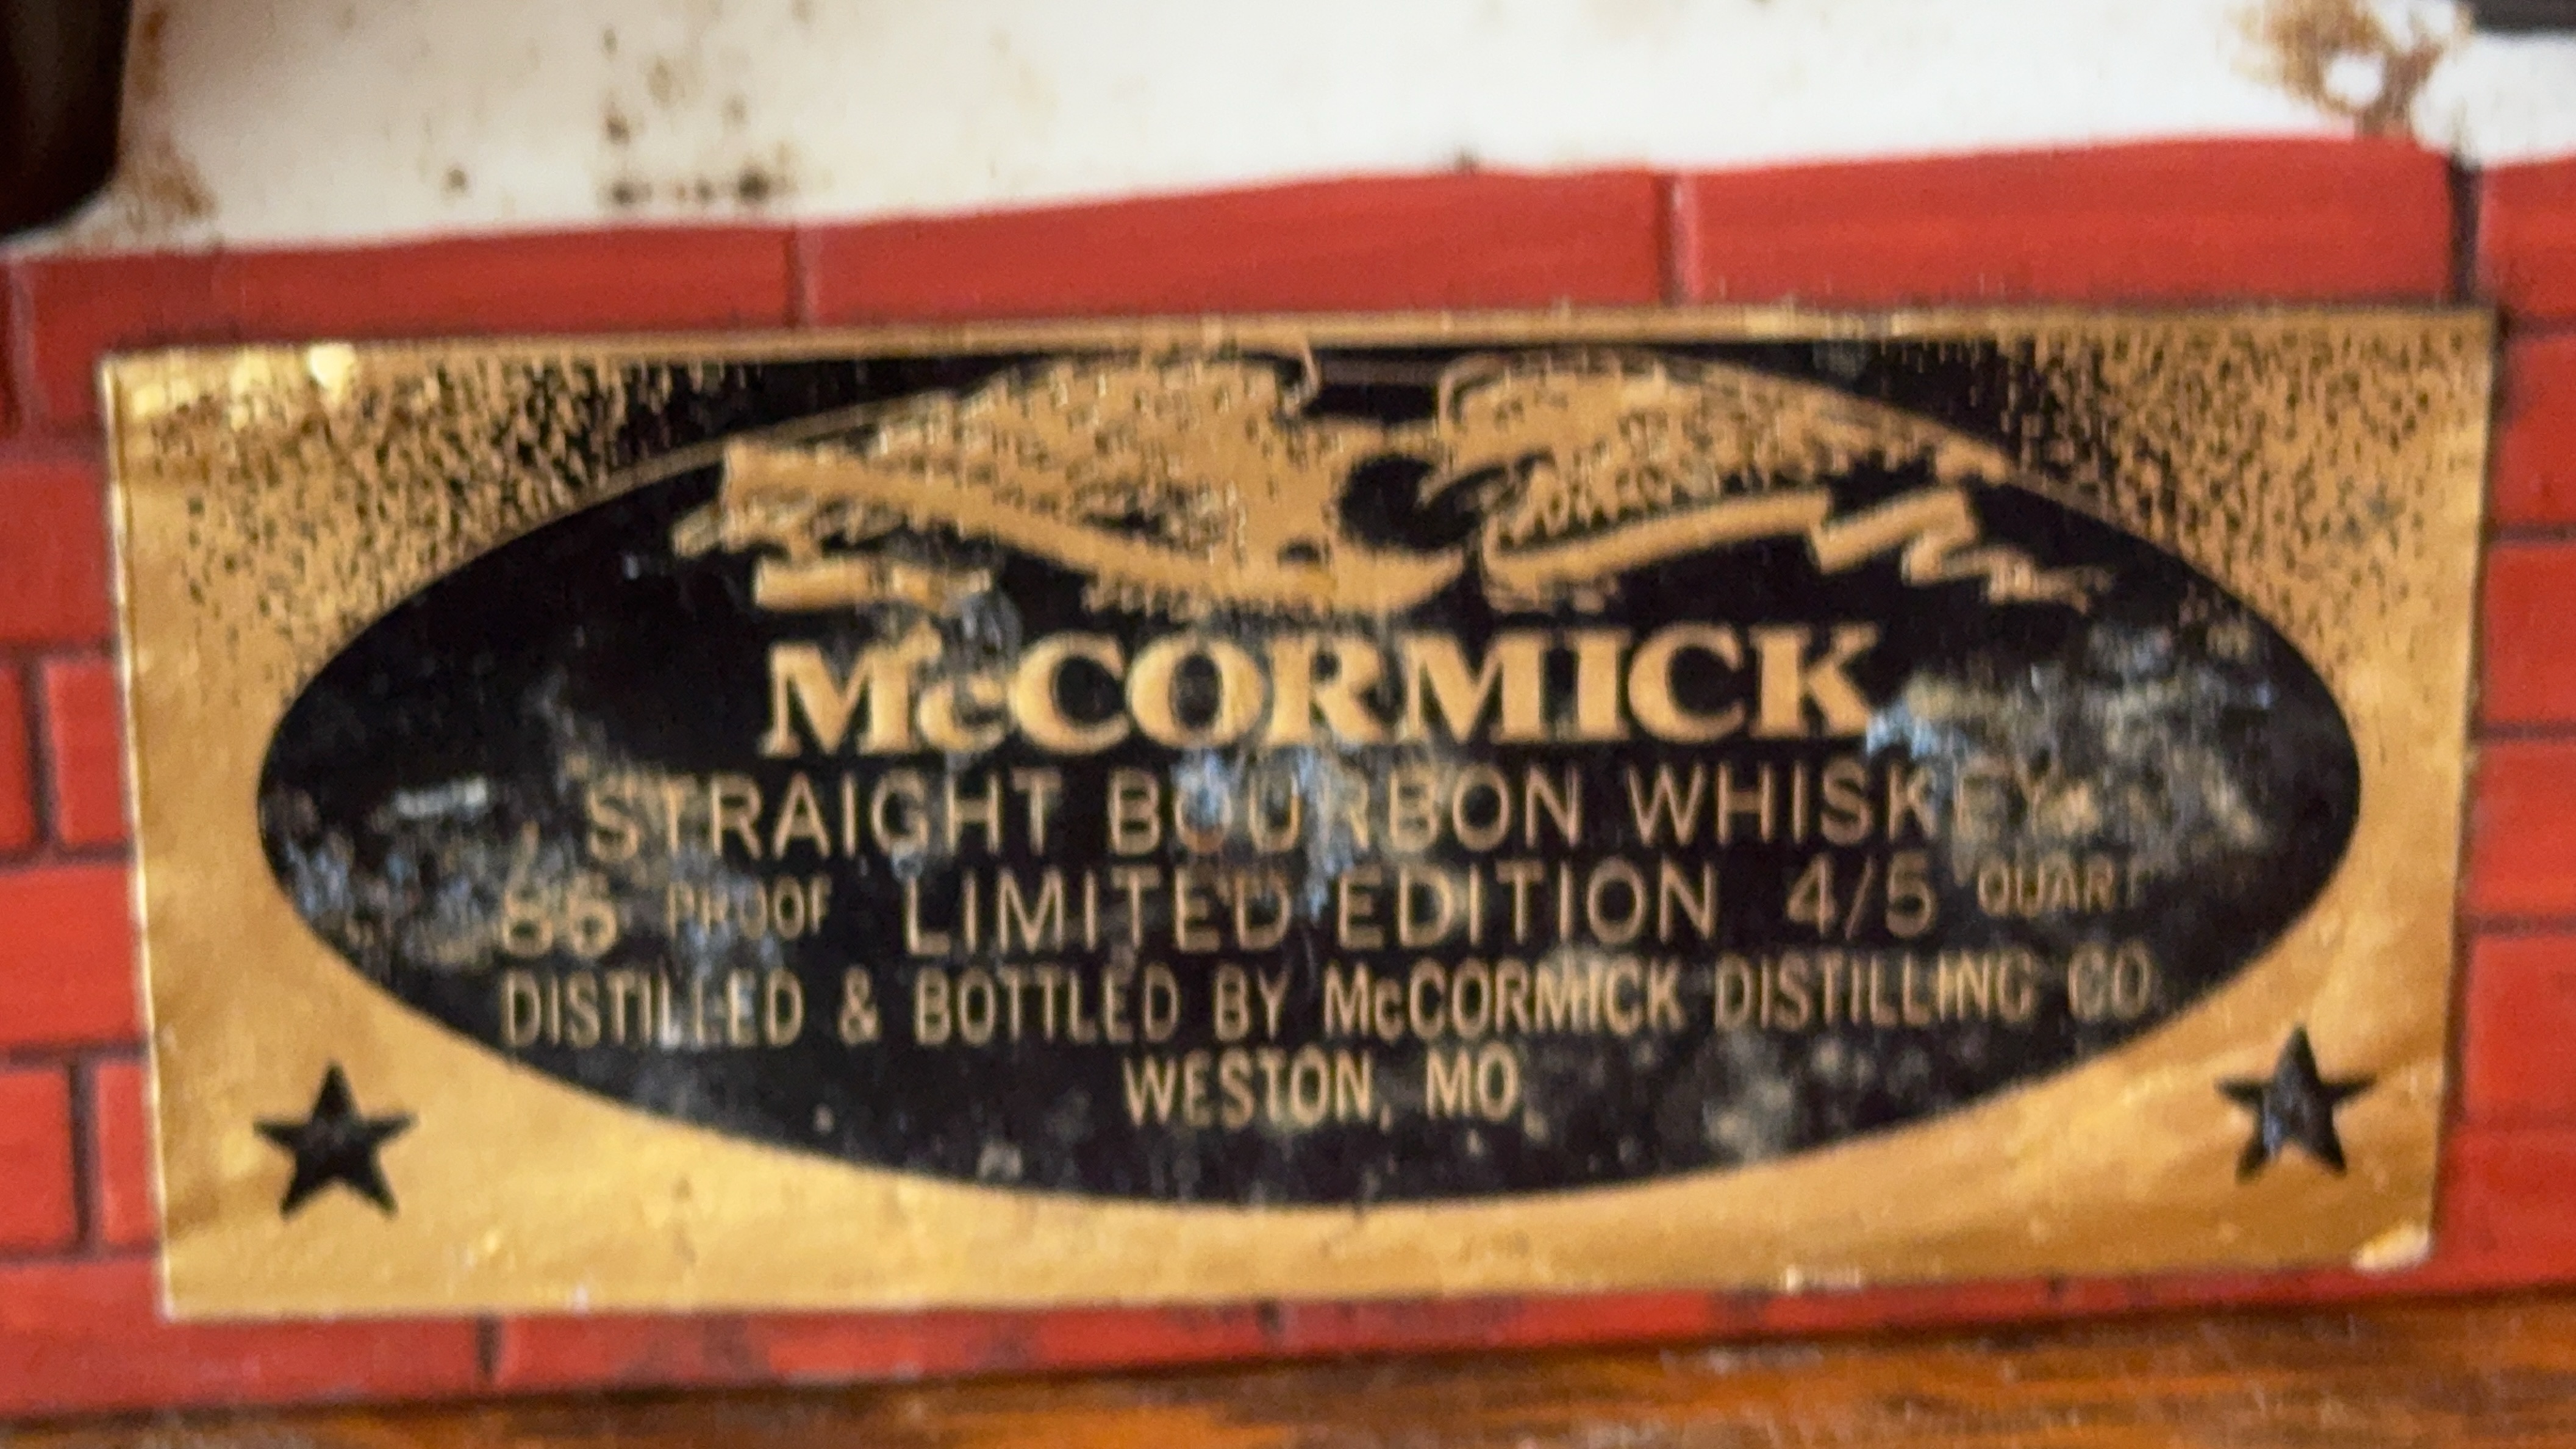 McCORMICK
STRAIGHT BOURBON WHISKEY
86 PROOF LIMITED EDITION 4/5 QUART
DISTILLED & BOTTLED BY McCORMICK DISTILLING CO.
WESTON, MO.